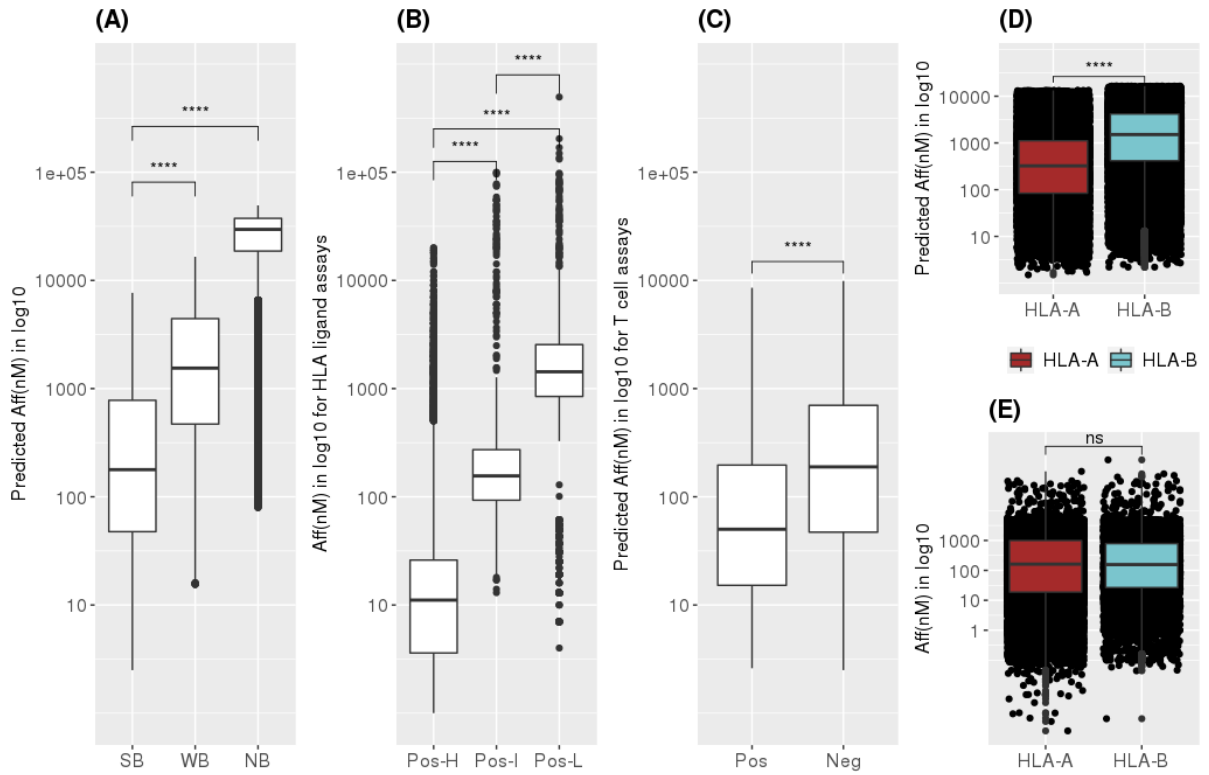 (A)
Predicted Aff(nM) in log10
1e+05
10000
1000
100
10
****
****
SB
WB
NB
(B)
Aff(nM) in log10 for HLA ligand assays
1e+05
10000
1000
100
10
****
****
****
Pos-H
Pos-I
Pos-L
(C)
Predicted Aff(nM) in log10 for T cell assays
1e+05
10000
1000
100
10
****
Pos
Neg
(D)
Predicted Aff(nM) in log10
10000
1000
100
10
****
HLA-A
HLA-B
HLA-A
HLA-B
(E)
Aff(nM) in log10
1000
100
10
1
ns
HLA-A
HLA-B